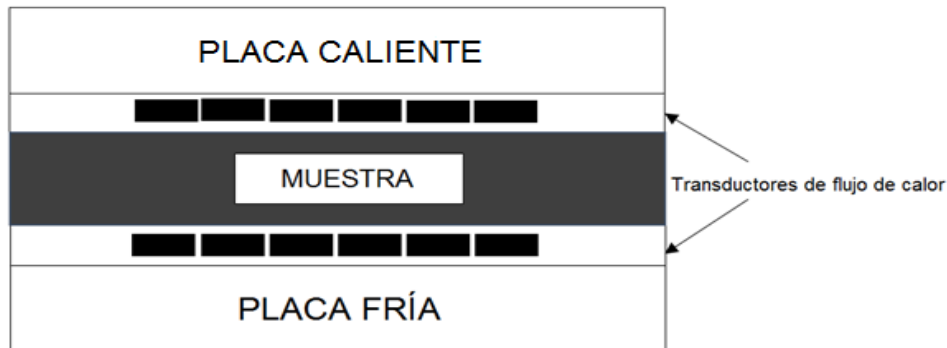 PLACA CALIENTE
MUESTRA
Transductores de flujo de calor
PLACA FRÍA